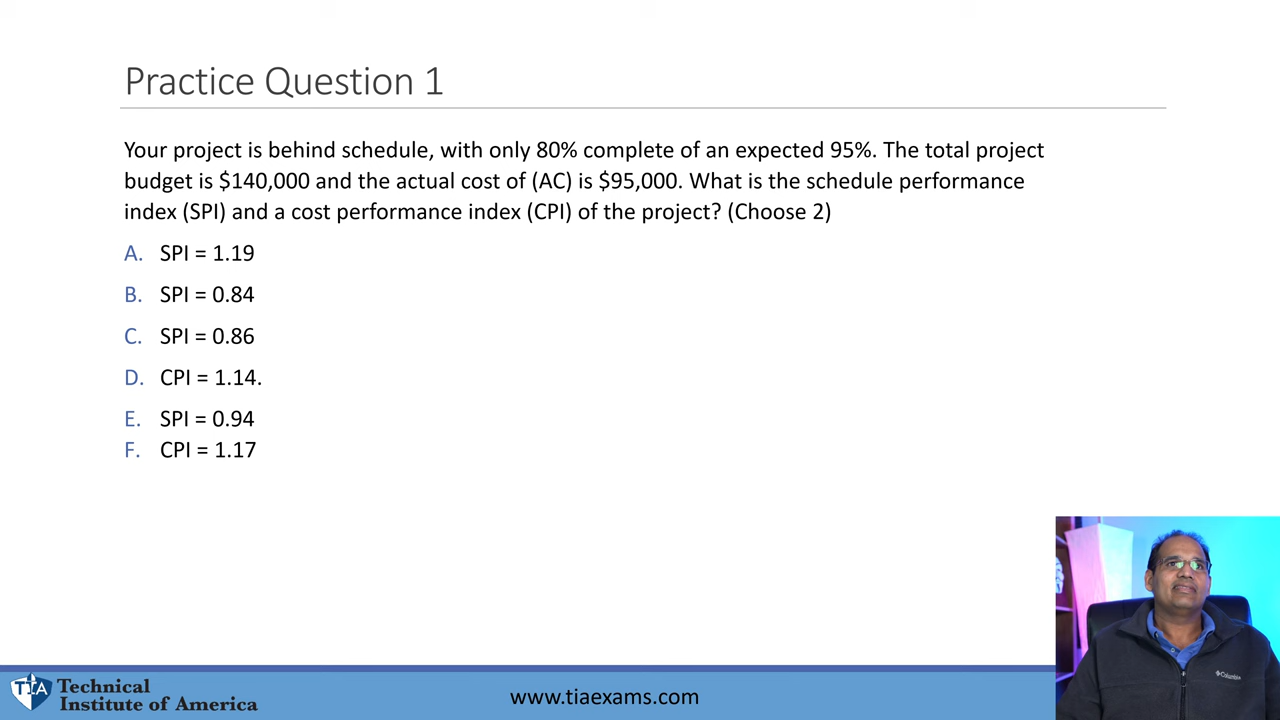 Practice Question 1
Your project is behind schedule, with only 80% complete of an expected 95%. The total project
budget is $140,000 and the actual cost of (AC) is $95,000. What is the schedule performance
index (SPI) and a cost performance index (CPI) of the project? (Choose 2)
A. SPI = 1.19
B. SPI = 0.84
C. SPI = 0.86
D. CPI = 1.14.
E. SPI = 0.94
F. CPI = 1.17
TIA
Technical
Institute of America
www.tiaexams.com
Columbia